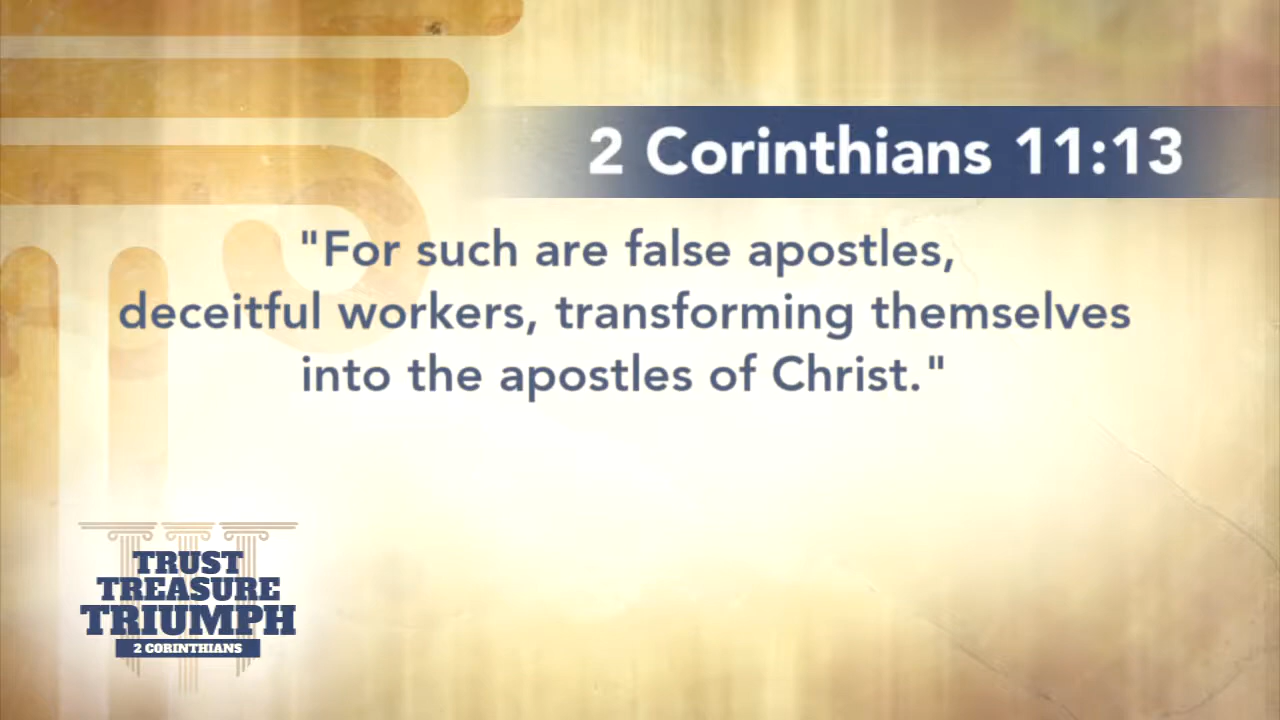 2 Corinthians 11:13
"For such are false apostles,
deceitful workers, transforming themselves
into the apostles of Christ."
TRUST
TREASURE
TRIUMPH
2 CORINTHIANS